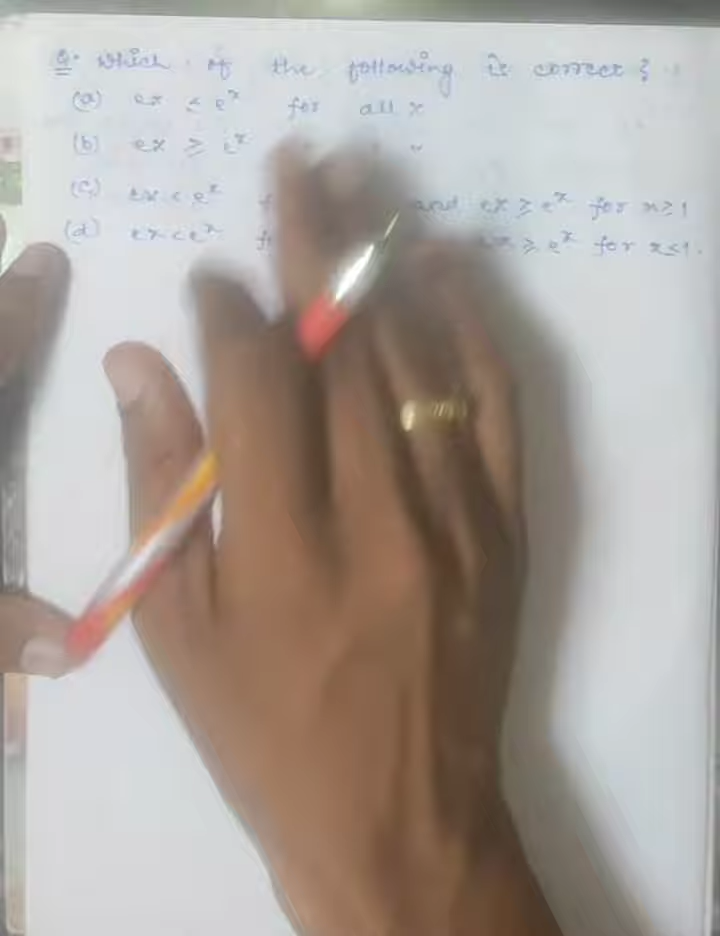 Q. Which of the following is correct?
(a) ex ≤ e^x for all x
(b) ex ≥ e^x
(c) ex < e^x and ex ≥ e^x for x≥1
(d) ex < e^x ≥ e^x for x≤1.